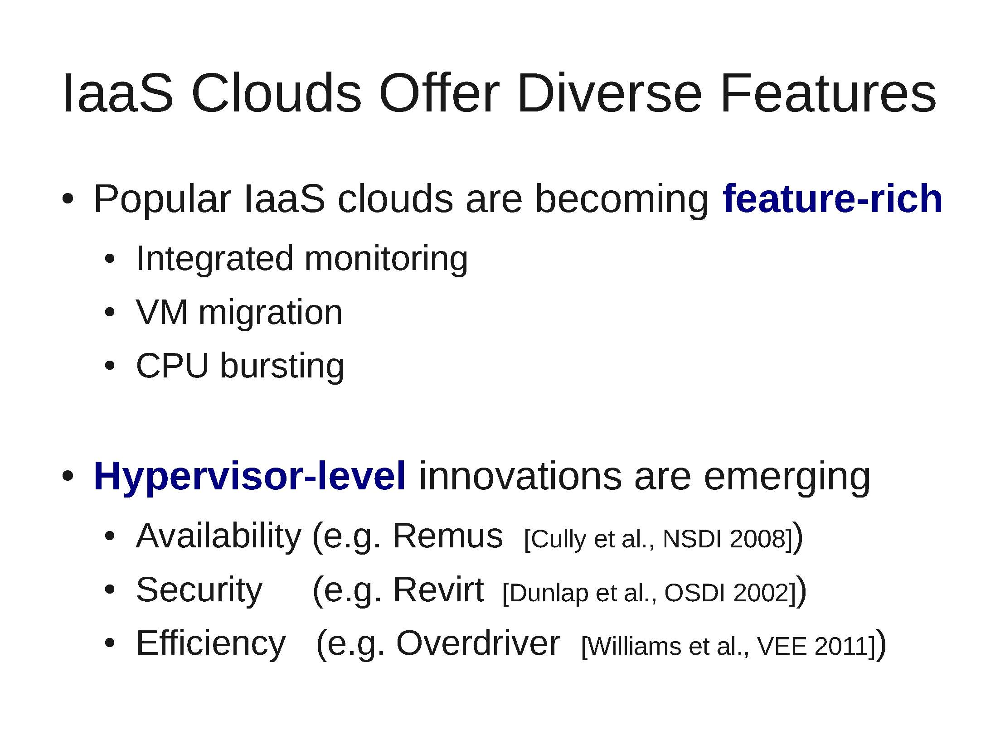 IaaS Clouds Offer Diverse Features
• Popular IaaS clouds are becoming feature-rich
• Integrated monitoring
• VM migration
• CPU bursting
• Hypervisor-level innovations are emerging
• Availability (e.g. Remus [Cully et al., NSDI 2008])
• Security (e.g. Revirt [Dunlap et al., OSDI 2002])
• Efficiency (e.g. Overdriver [Williams et al., VEE 2011])